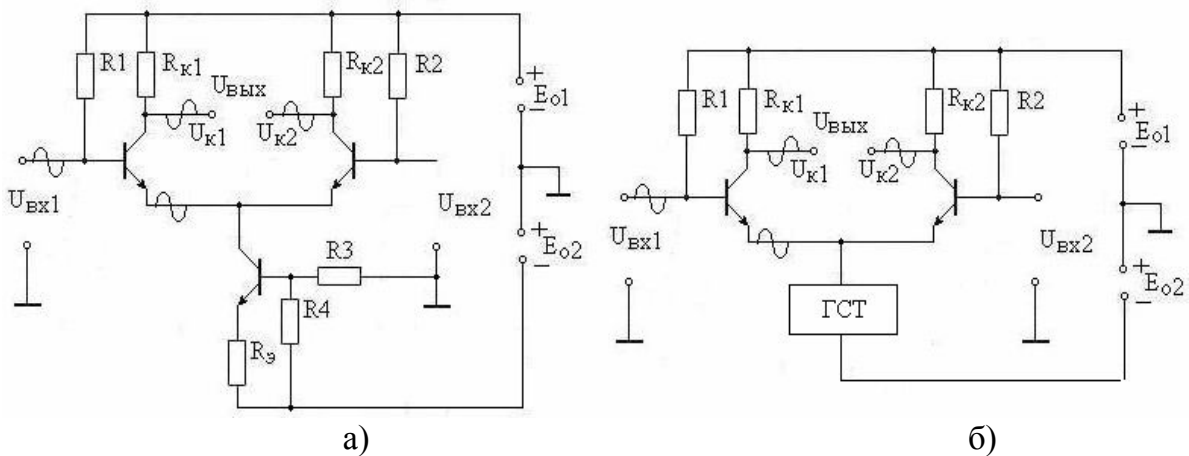 R1
Rк1
Rк2
R2
Uвых
Uк1
Uк2
Uвх1
Uвх2
+
Eо1
−
+
Eо2
−
R3
R4
Rэ
а)
R1
Rк1
Rк2
R2
Uвых
Uк1
Uк2
Uвх1
Uвх2
+
Eо1
−
+
Eо2
−
ГСТ
б)